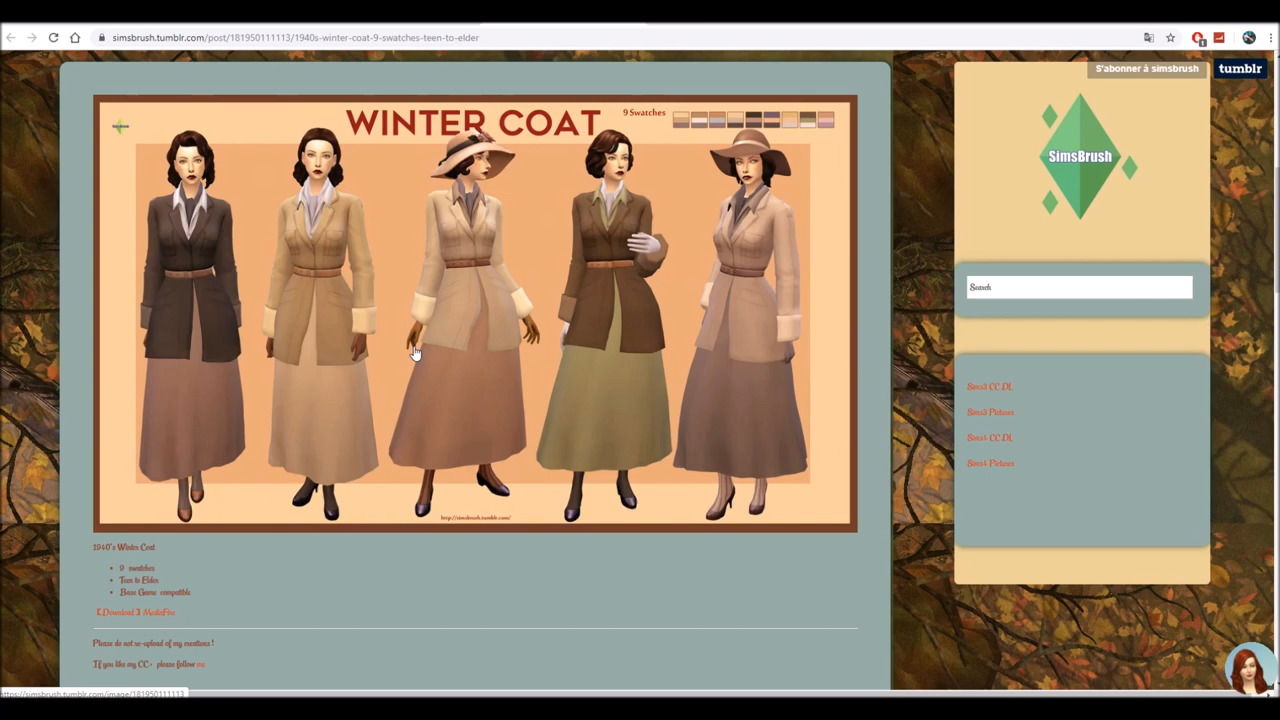 simsbrush.tumblr.com/post/181950111113/1940s-winter-coat-9-swatches-teen-to-elder
S'abonner à simsbrush
tumblr
WINTER COAT
9 Swatches
http://simsbrush.tumblr.com/
SimsBrush
Search
Sims3 CC DL
Sims3 Pictures
Sims4 CC DL
Sims4 Pictures
1940's Winter Coat
• 9 swatches
• Teen to Elder
• Base Game compatible
【Download】MediaFire
Please do not re-upload of my creations !
If you like my CC> please follow me
https://simsbrush.tumblr.com/image/181950111113